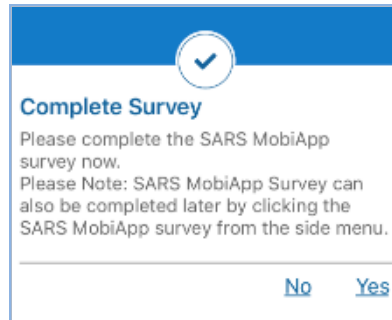 Complete Survey
Please complete the SARS MobiApp
survey now.
Please Note: SARS MobiApp Survey can
also be completed later by clicking the
SARS MobiApp survey from the side menu.
No Yes